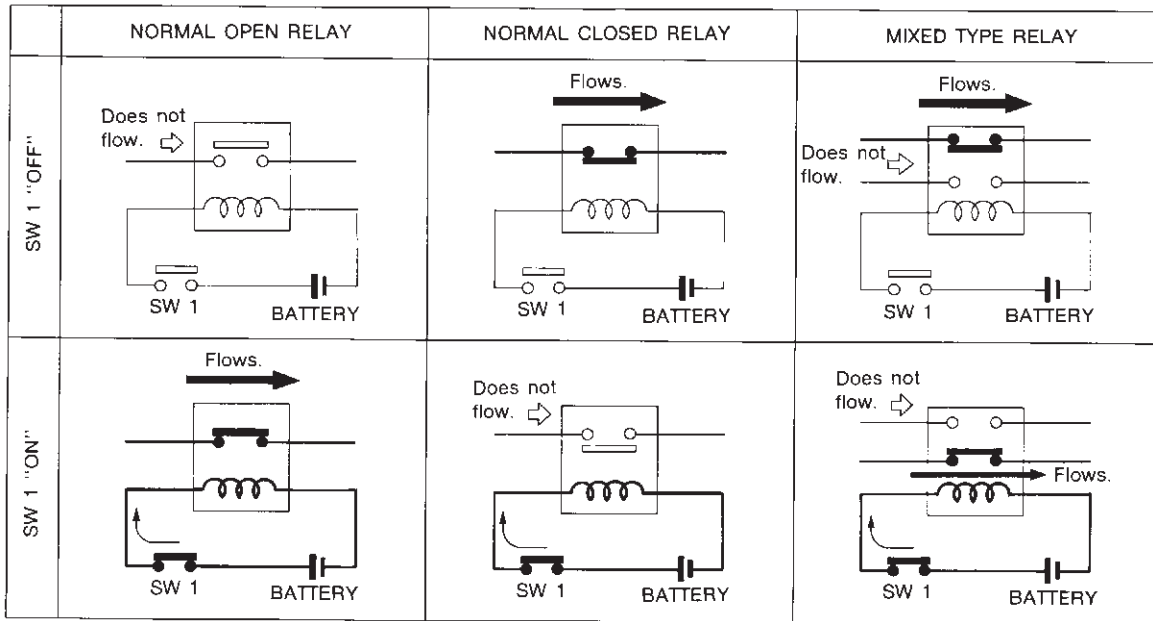 NORMAL OPEN RELAY
NORMAL CLOSED RELAY
MIXED TYPE RELAY
SW 1 "OFF"
Does not
flow.
SW 1
BATTERY
Flows.
SW 1
BATTERY
Flows.
Does not
flow.
SW 1
BATTERY
SW 1 "ON"
Flows.
SW 1
BATTERY
Does not
flow.
SW 1
BATTERY
Does not
flow.
Flows.
SW 1
BATTERY